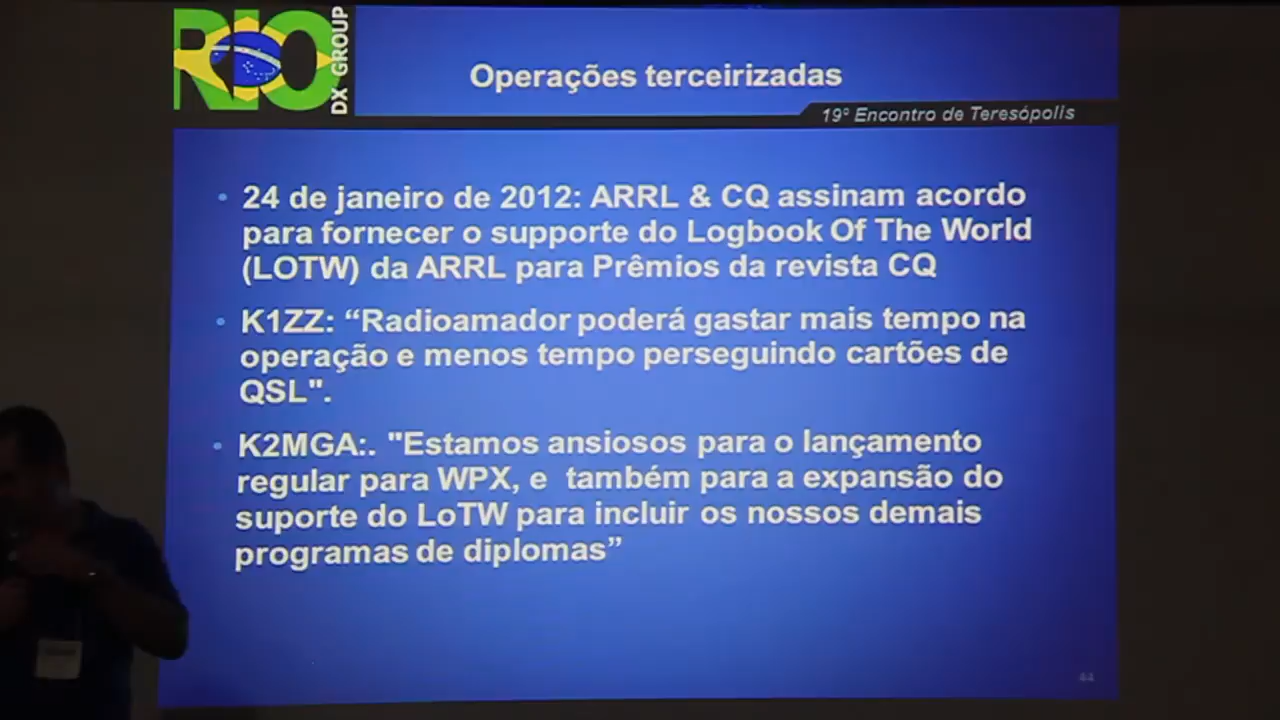 RIO
DX GROUP
Operações terceirizadas
19º Encontro de Teresópolis
• 24 de janeiro de 2012: ARRL & CQ assinam acordo
para fornecer o supporte do Logbook Of The World
(LOTW) da ARRL para Prêmios da revista CQ
• K1ZZ: “Radioamador poderá gastar mais tempo na
operação e menos tempo perseguindo cartões de
QSL".
• K2MGA:. "Estamos ansiosos para o lançamento
regular para WPX, e  também para a expansão do
suporte do LoTW para incluir os nossos demais
programas de diplomas”
44